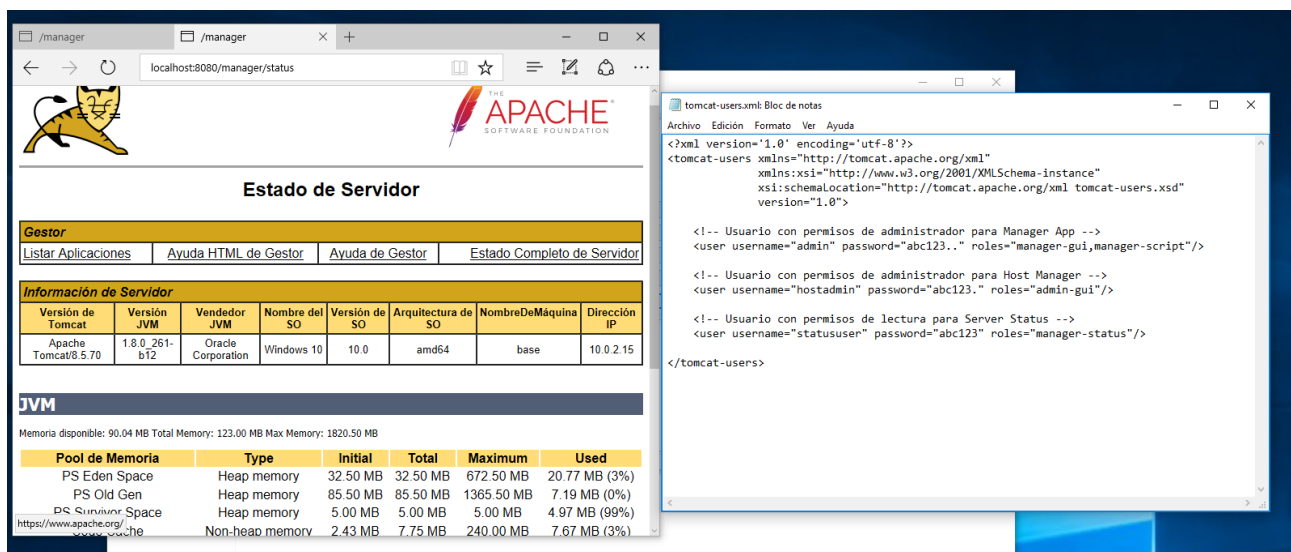 /manager
/manager
localhost:8080/manager/status
THE
APACHE
SOFTWARE FOUNDATION
Estado de Servidor
Gestor
Listar Aplicaciones Ayuda HTML de Gestor Ayuda de Gestor Estado Completo de Servidor
Información de Servidor
Versión de Tomcat Versión JVM Vendedor JVM Nombre del SO Versión de SO Arquitectura de SO NombreDeMáquina Dirección IP
Apache Tomcat/8.5.70 1.8.0_261-b12 Oracle Corporation Windows 10 10.0 amd64 base 10.0.2.15
JVM
Memoria disponible: 90.04 MB Total Memory: 123.00 MB Max Memory: 1820.50 MB
Pool de Memoria Type Initial Total Maximum Used
PS Eden Space Heap memory 32.50 MB 32.50 MB 672.50 MB 20.77 MB (3%)
PS Old Gen Heap memory 85.50 MB 85.50 MB 1365.50 MB 7.19 MB (0%)
PS Survivor Space Heap memory 5.00 MB 5.00 MB 5.00 MB 4.97 MB (99%)
Code Cache Non-heap memory 2.43 MB 7.75 MB 240.00 MB 7.67 MB (3%)
https://www.apache.org/
tomcat-users.xml: Bloc de notas
Archivo Edición Formato Ver Ayuda
<?xml version='1.0' encoding='utf-8'?>
<tomcat-users xmlns="http://tomcat.apache.org/xml"
xmlns:xsi="http://www.w3.org/2001/XMLSchema-instance"
xsi:schemaLocation="http://tomcat.apache.org/xml tomcat-users.xsd"
version="1.0">
<!-- Usuario con permisos de administrador para Manager App -->
<user username="admin" password="abc123.." roles="manager-gui,manager-script"/>
<!-- Usuario con permisos de administrador para Host Manager -->
<user username="hostadmin" password="abc123." roles="admin-gui"/>
<!-- Usuario con permisos de lectura para Server Status -->
<user username="statususer" password="abc123" roles="manager-status"/>
</tomcat-users>